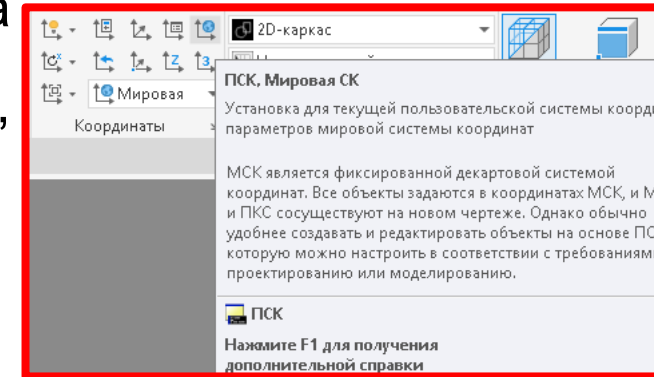 а
,
2D-каркас
Мировая
Координаты
ПСК, Мировая СК
Установка для текущей пользовательской системы коорди
параметров мировой системы координат
МСК является фиксированной декартовой системой
координат. Все объекты задаются в координатах МСК, и М
и ПКС сосуществуют на новом чертеже. Однако обычно
удобнее создавать и редактировать объекты на основе ПС
которую можно настроить в соответствии с требованиям
проектированию или моделированию.
ПСК
Нажмите F1 для получения
дополнительной справки